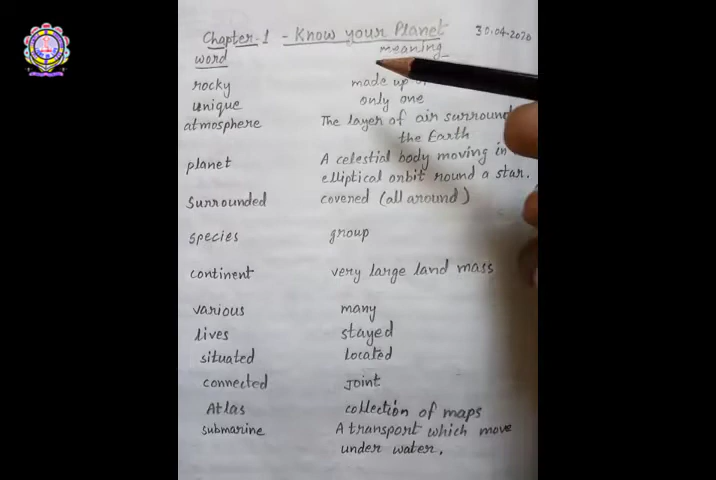 Chapter-1 - Know your Planet 30.04.2020
word meaning
rocky made up
unique only one
atmosphere The layer of air surround
the Earth
planet A celestial body moving in
elliptical orbit round a star.
Surrounded covered (all around)
species group
continent very large land mass
various many
lives stayed
situated located
connected joint
Atlas collection of maps
submarine A transport which move
under water.